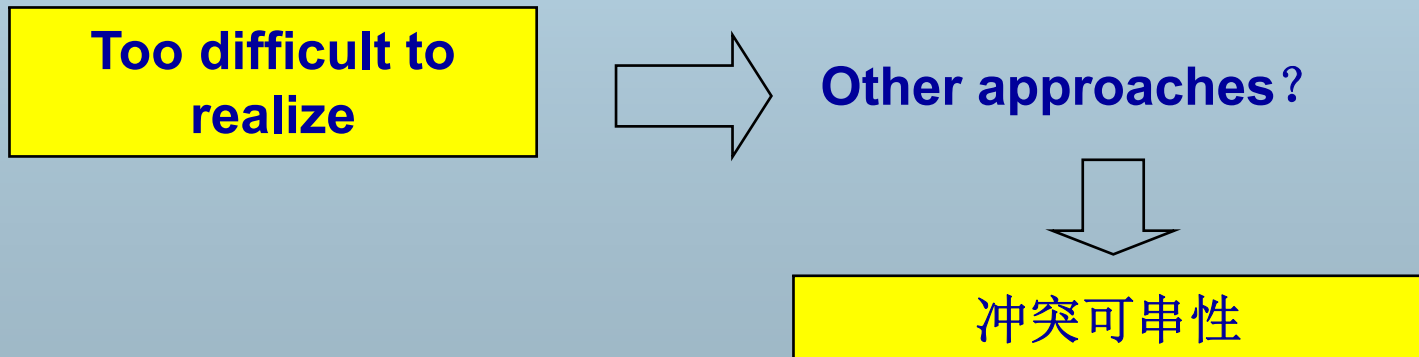 Too difficult to
realize
Other approaches？
冲突可串性